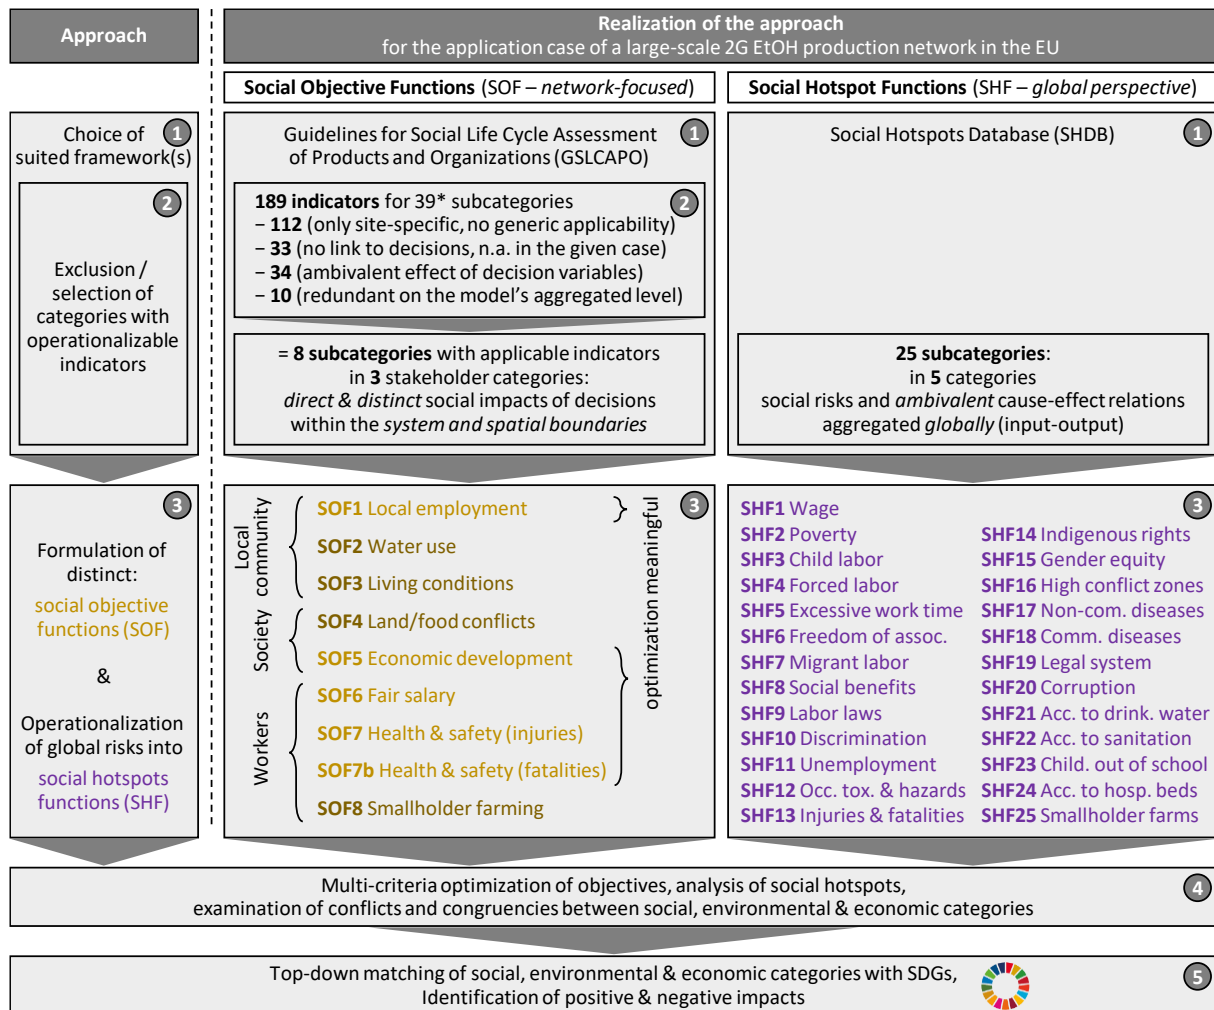 Approach
Realization of the approach
for the application case of a large-scale 2G EtOH production network in the EU
Social Objective Functions (SOF – network-focused)
Social Hotspot Functions (SHF – global perspective)
Choice of
suited framework(s)
1
2
Exclusion /
selection of
categories with
operationalizable
indicators
Guidelines for Social Life Cycle Assessment
of Products and Organizations (GSLCAPO)
1
189 indicators for 39* subcategories
− 112 (only site-specific, no generic applicability)
− 33 (no link to decisions, n.a. in the given case)
− 34 (ambivalent effect of decision variables)
− 10 (redundant on the model's aggregated level)
2
= 8 subcategories with applicable indicators
in 3 stakeholder categories:
direct & distinct social impacts of decisions
within the system and spatial boundaries
Social Hotspots Database (SHDB)
1
25 subcategories:
in 5 categories
social risks and ambivalent cause-effect relations
aggregated globally (input-output)
3
Formulation of
distinct:
social objective
functions (SOF)
&
Operationalization
of global risks into
social hotspots
functions (SHF)
Local
community
Society
Workers
SOF1 Local employment
SOF2 Water use
SOF3 Living conditions
SOF4 Land/food conflicts
SOF5 Economic development
SOF6 Fair salary
SOF7 Health & safety (injuries)
SOF7b Health & safety (fatalities)
SOF8 Smallholder farming
optimization meaningful
3
SHF1 Wage
SHF2 Poverty
SHF3 Child labor
SHF4 Forced labor
SHF5 Excessive work time
SHF6 Freedom of assoc.
SHF7 Migrant labor
SHF8 Social benefits
SHF9 Labor laws
SHF10 Discrimination
SHF11 Unemployment
SHF12 Occ. tox. & hazards
SHF13 Injuries & fatalities
SHF14 Indigenous rights
SHF15 Gender equity
SHF16 High conflict zones
SHF17 Non-com. diseases
SHF18 Comm. diseases
SHF19 Legal system
SHF20 Corruption
SHF21 Acc. to drink. water
SHF22 Acc. to sanitation
SHF23 Child. out of school
SHF24 Acc. to hosp. beds
SHF25 Smallholder farms
3
Multi-criteria optimization of objectives, analysis of social hotspots,
examination of conflicts and congruencies between social, environmental & economic categories
4
Top-down matching of social, environmental & economic categories with SDGs,
Identification of positive & negative impacts
5